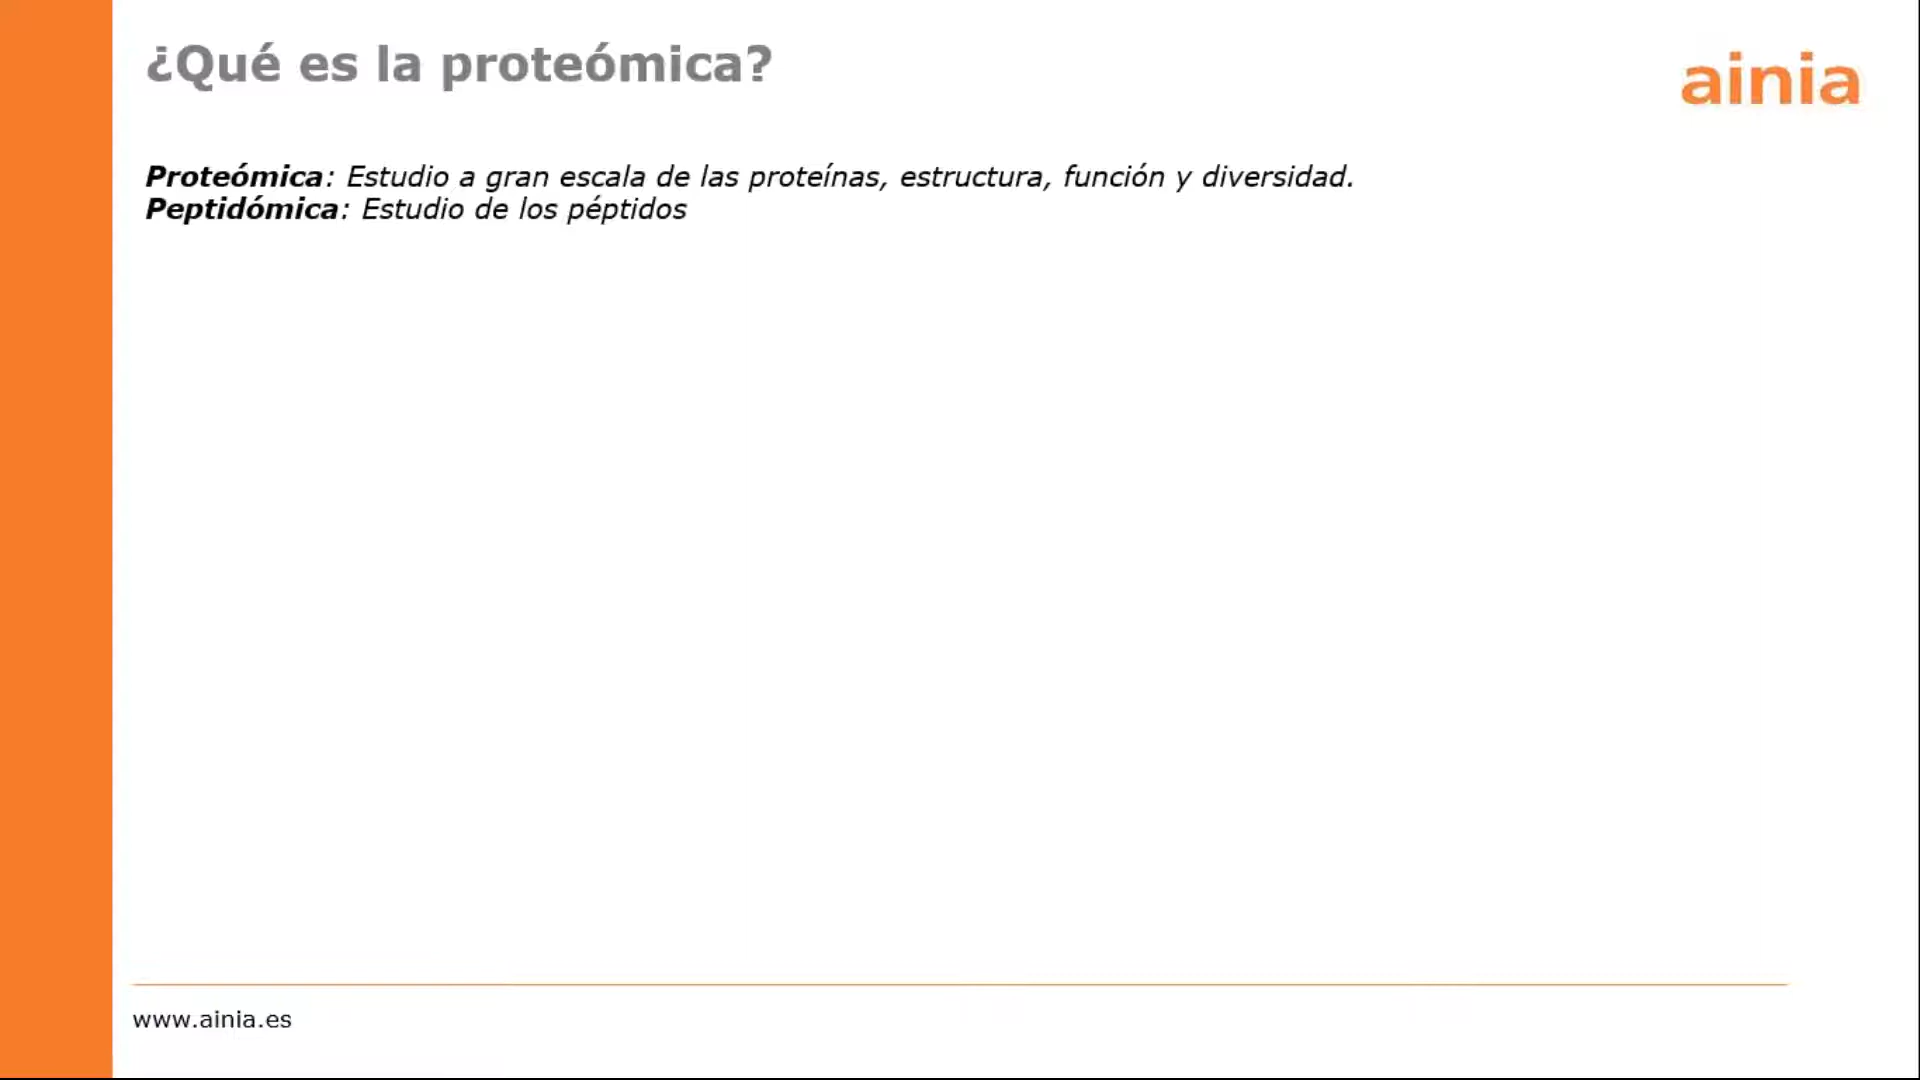 ¿Qué es la proteómica?
ainia
Proteómica: Estudio a gran escala de las proteínas, estructura, función y diversidad.
Peptidómica: Estudio de los péptidos
www.ainia.es